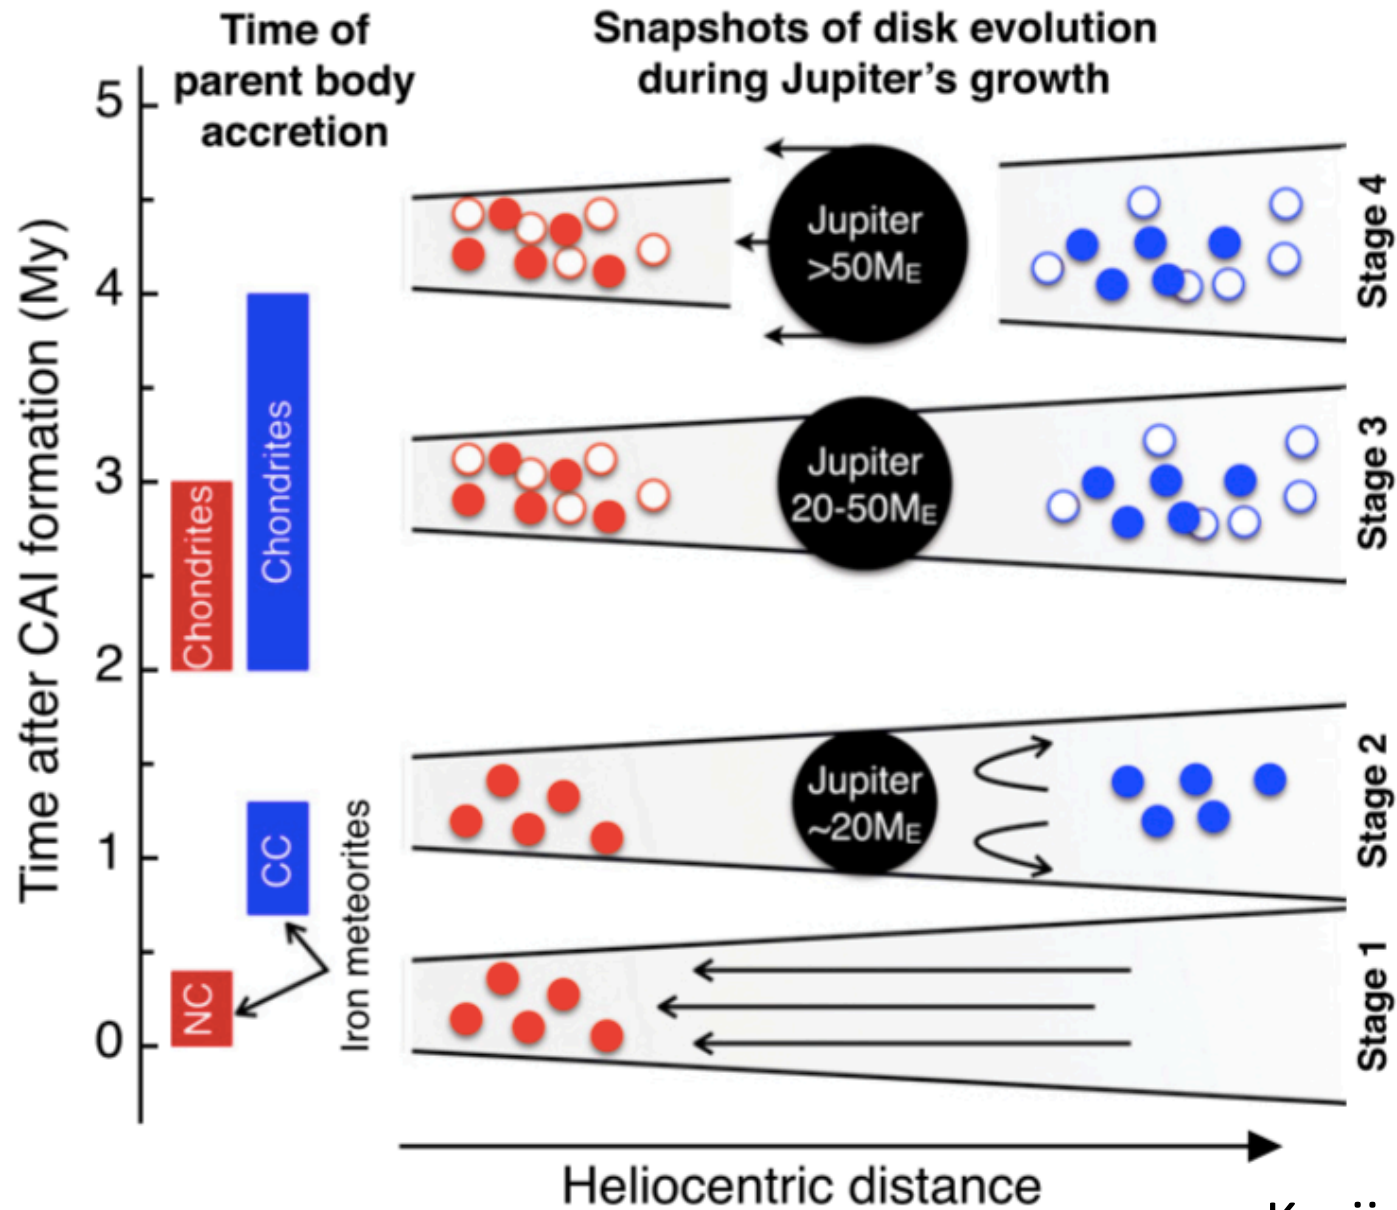 Time of
parent body
accretion
Snapshots of disk evolution
during Jupiter's growth
Time after CAI formation (My)
5
4
3
2
1
0
Chondrites
Chondrites
CC
NC
Iron meteorites
Jupiter
>50ME
Stage 4
Jupiter
20-50ME
Stage 3
Jupiter
~20ME
Stage 2
Stage 1
Heliocentric distance